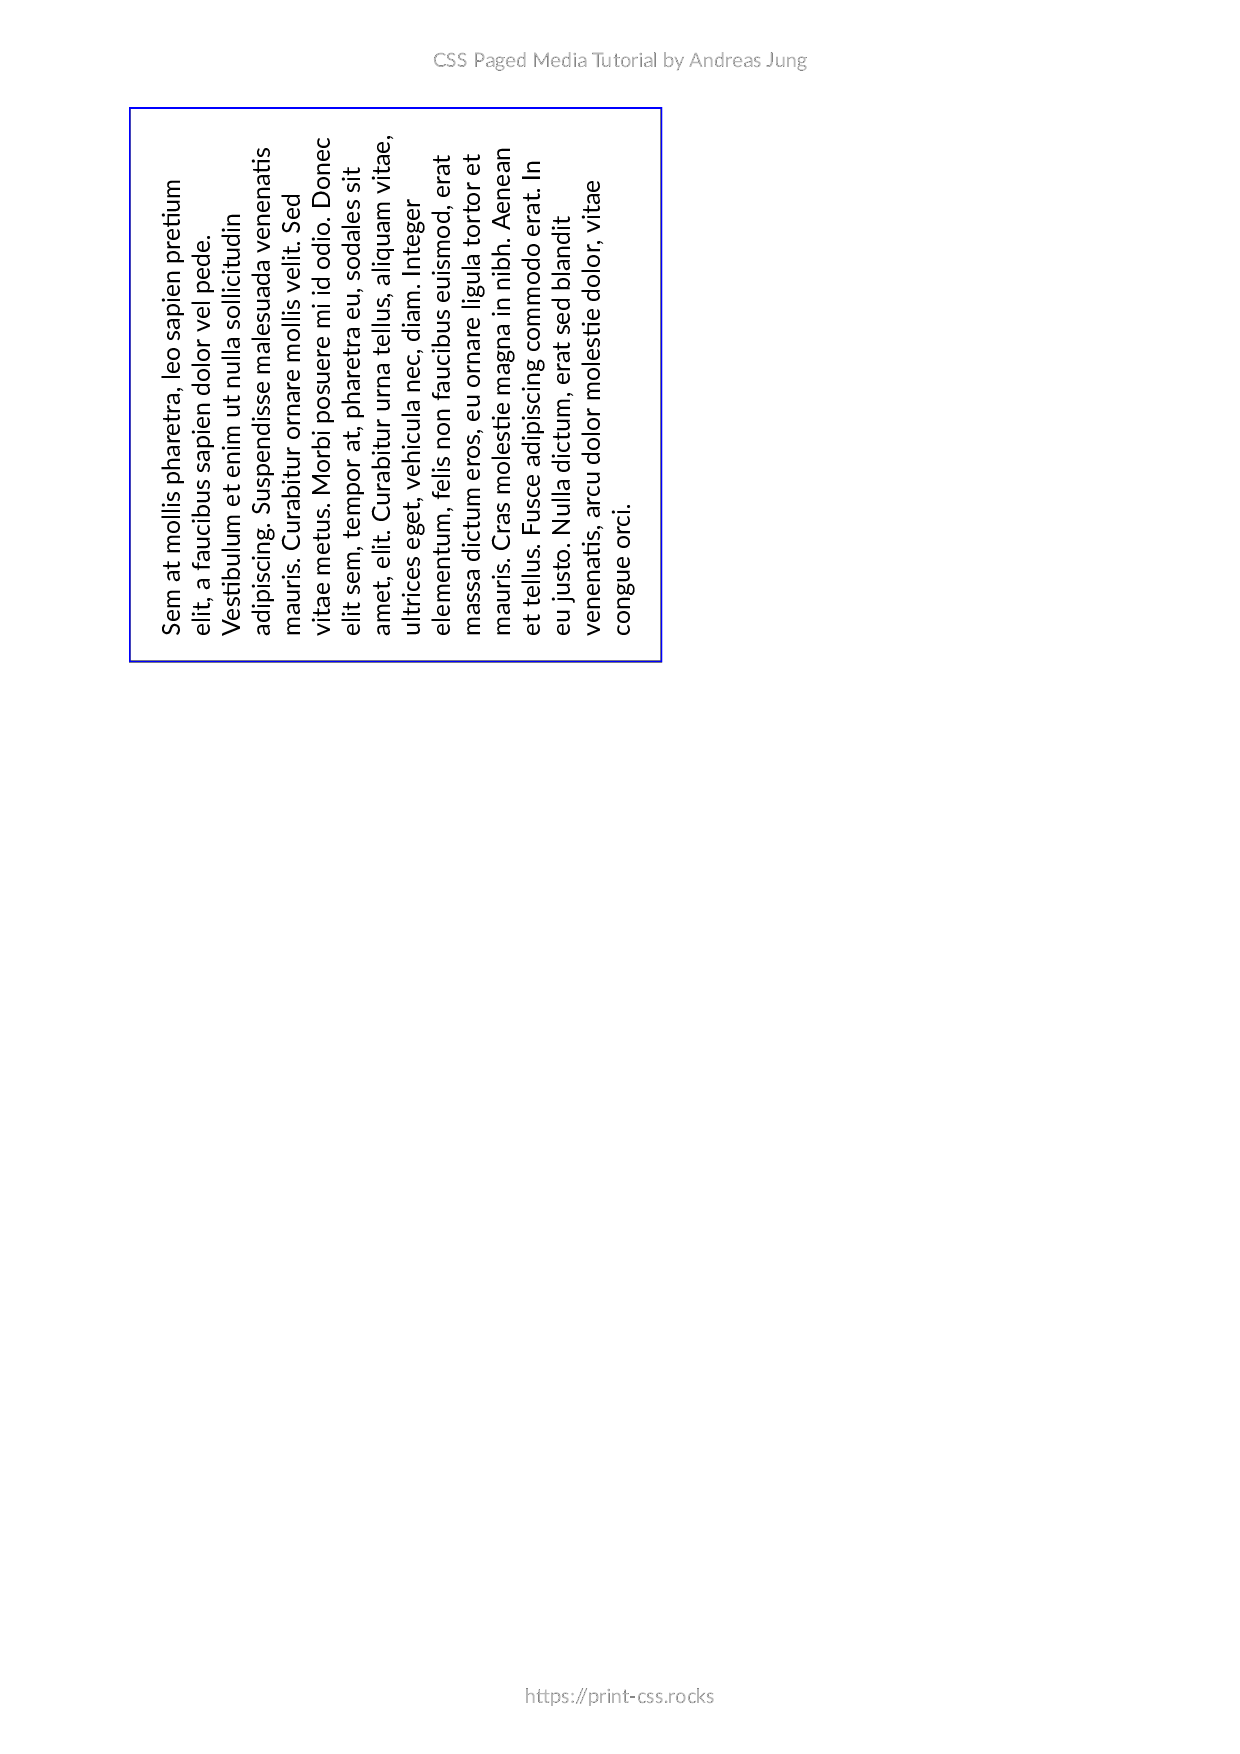 CSS Paged Media Tutorial by Andreas Jung
Sem at mollis pharetra, leo sapien pretium
elit, a faucibus sapien dolor vel pede.
Vestibulum et enim ut nulla sollicitudin
adipiscing. Suspendisse malesuada venenatis
mauris. Curabitur ornare mollis velit. Sed
vitae metus. Morbi posuere mi id odio. Donec
elit sem, tempor at, pharetra eu, sodales sit
amet, elit. Curabitur urna tellus, aliquam vitae,
ultrices eget, vehicula nec, diam. Integer
elementum, felis non faucibus euismod, erat
massa dictum eros, eu ornare ligula tortor et
mauris. Cras molestie magna in nibh. Aenean
et tellus. Fusce adipiscing commodo erat. In
eu justo. Nulla dictum, erat sed blandit
venenatis, arcu dolor molestie dolor, vitae
congue orci.
https://print-css.rocks